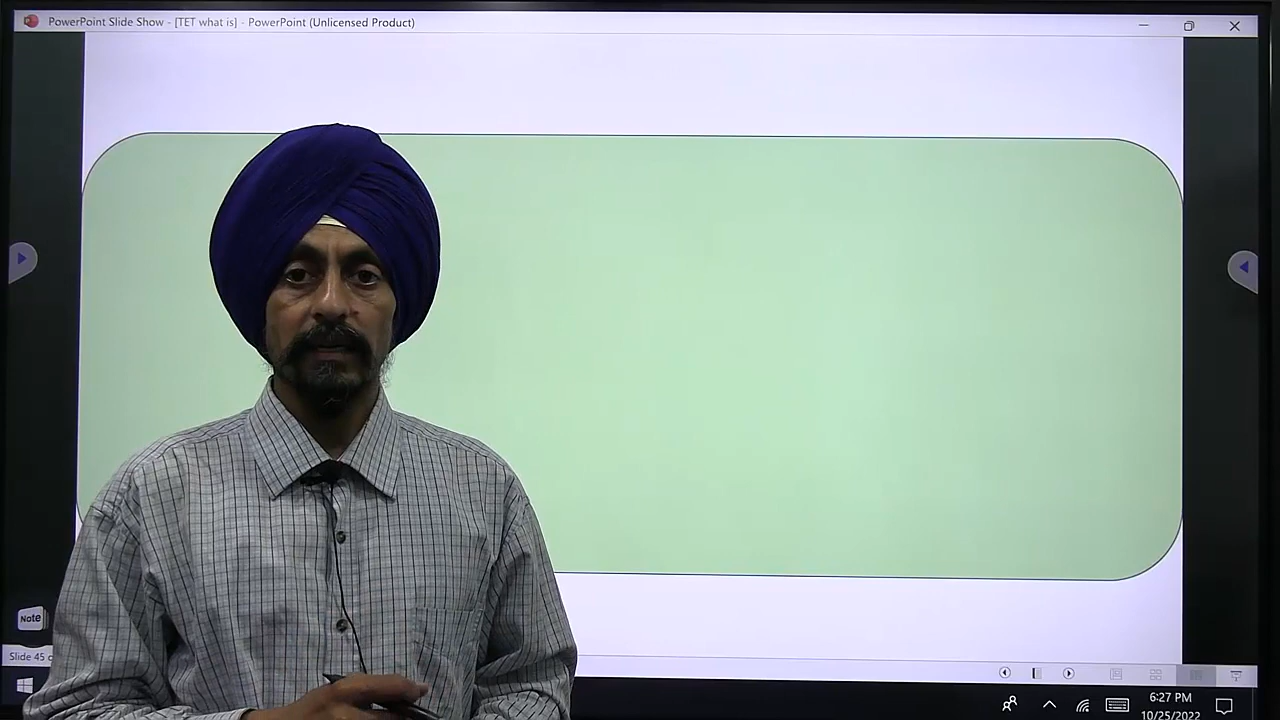 PowerPoint Slide Show - [TET what is] - PowerPoint (Unlicensed Product)
Note
Slide 45
6:27 PM
10/25/2022